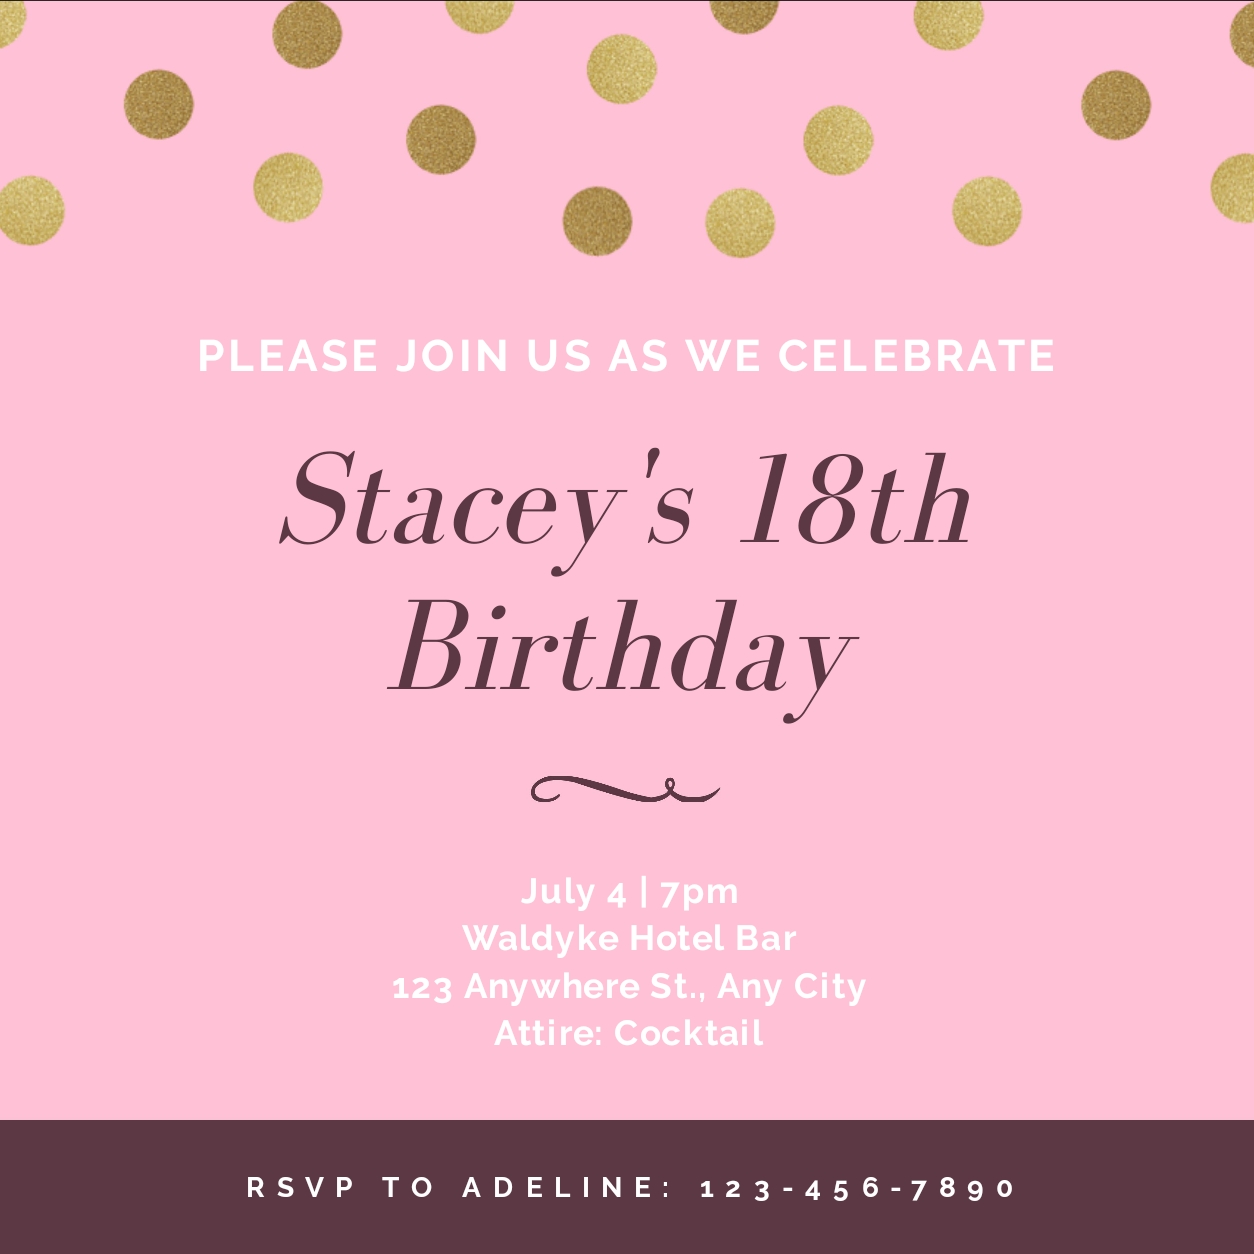 PLEASE JOIN US AS WE CELEBRATE
Stacey's 18th
Birthday
July 4 | 7pm
Waldyke Hotel Bar
123 Anywhere St., Any City
Attire: Cocktail
RSVP TO ADELINE: 123-456-7890